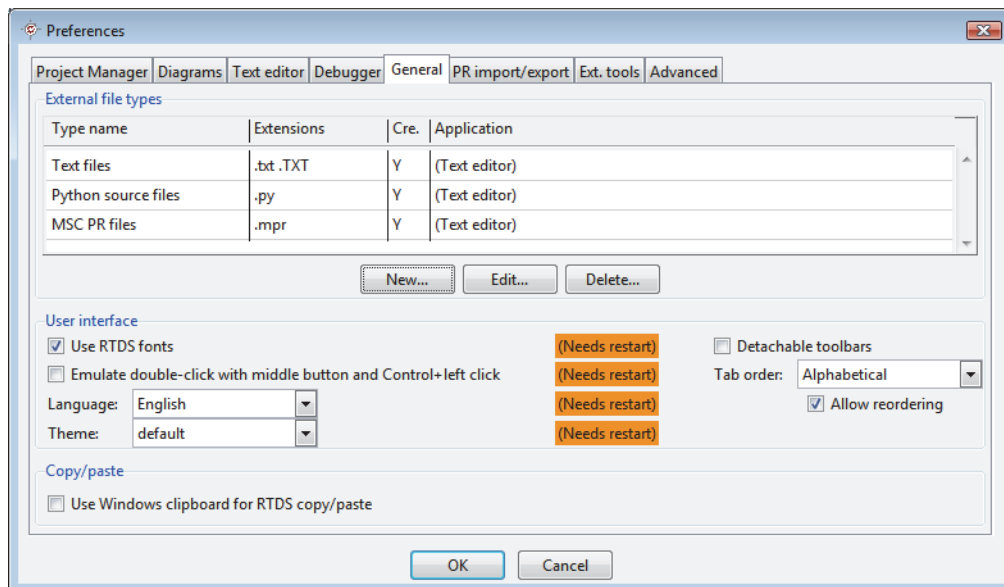 Preferences
Project Manager Diagrams Text editor Debugger General PR import/export Ext. tools Advanced
External file types
Type name Extensions Cre. Application
Text files .txt .TXT Y (Text editor)
Python source files .py Y (Text editor)
MSC PR files .mpr Y (Text editor)
New... Edit... Delete...
User interface
Use RTDS fonts (Needs restart) Detachable toolbars
Emulate double-click with middle button and Control+left click (Needs restart) Tab order: Alphabetical
Language: English (Needs restart) Allow reordering
Theme: default (Needs restart)
Copy/paste
Use Windows clipboard for RTDS copy/paste
OK Cancel